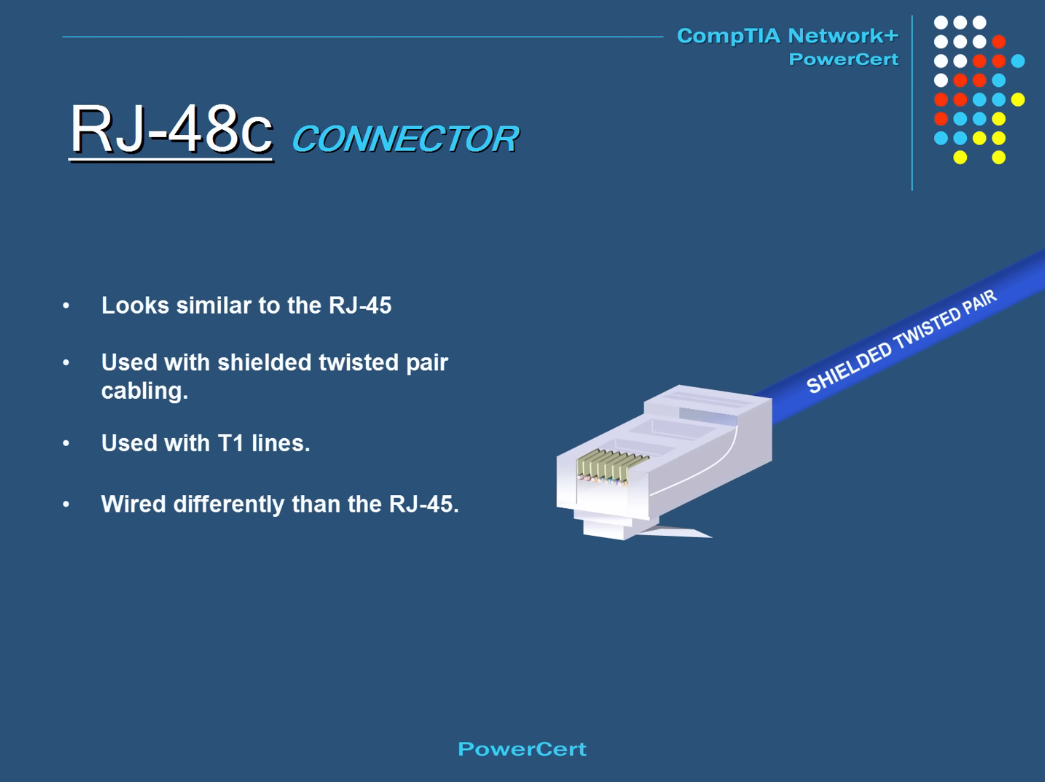 CompTIA Network+
PowerCert
RJ-48c CONNECTOR
• Looks similar to the RJ-45
• Used with shielded twisted pair
cabling.
• Used with T1 lines.
• Wired differently than the RJ-45.
SHIELDED TWISTED PAIR
PowerCert